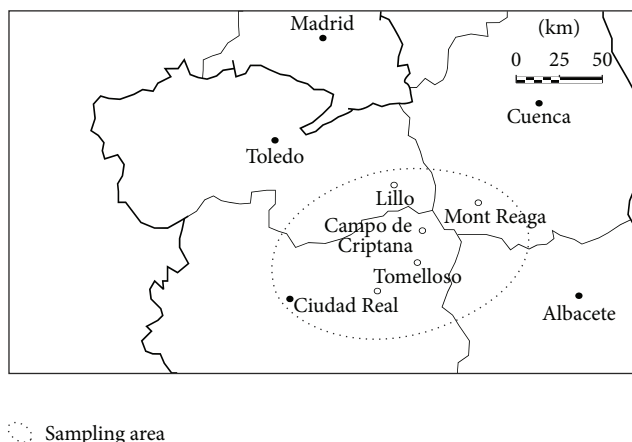 Madrid
(km)
0 25 50
Cuenca
Toledo
Lillo
Mont Reaga
Campo de
Criptana
Tomelloso
Ciudad Real
Albacete
Sampling area